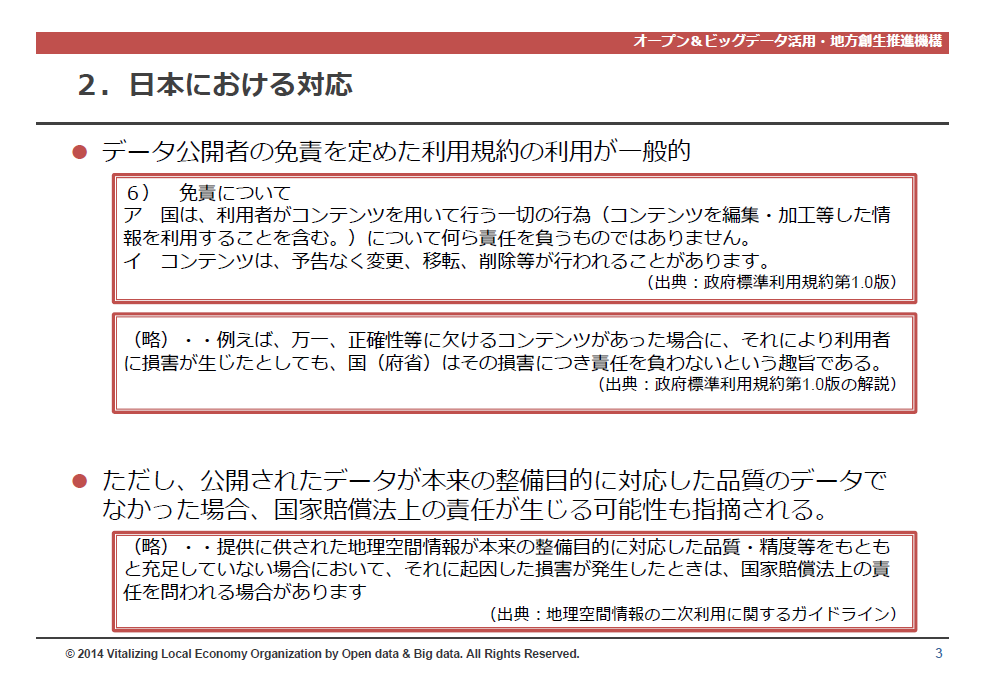 オープン&ビッグデータ活用・地方創生推進機構
２．日本における対応
● データ公開者の免責を定めた利用規約の利用が一般的
６）　免責について
ア　国は、利用者がコンテンツを用いて行う一切の行為（コンテンツを編集・加工等した情
報を利用することを含む。）について何ら責任を負うものではありません。
イ　コンテンツは、予告なく変更、移転、削除等が行われることがあります。
（出典：政府標準利用規約第1.0版）
（略）・・例えば、万一、正確性等に欠けるコンテンツがあった場合に、それにより利用者
に損害が生じたとしても、国（府省）はその損害につき責任を負わないという趣旨である。
（出典：政府標準利用規約第1.0版の解説）
● ただし、公開されたデータが本来の整備目的に対応した品質のデータで
なかった場合、国家賠償法上の責任が生じる可能性も指摘される。
（略）・・提供に供された地理空間情報が本来の整備目的に対応した品質・精度等をもとも
と充足していない場合において、それに起因した損害が発生したときは、国家賠償法上の責
任を問われる場合があります
（出典：地理空間情報の二次利用に関するガイドライン）
© 2014 Vitalizing Local Economy Organization by Open data & Big data. All Rights Reserved.
3